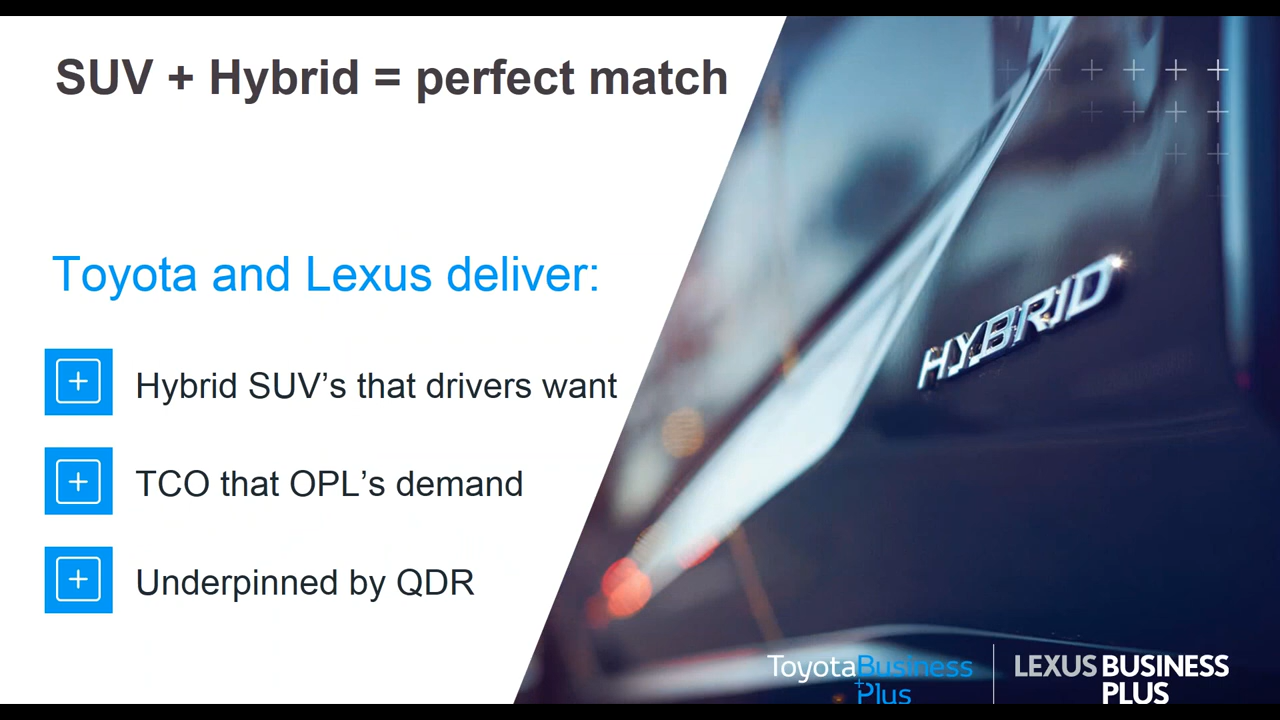 SUV + Hybrid = perfect match
Toyota and Lexus deliver:
Hybrid SUV’s that drivers want
TCO that OPL’s demand
Underpinned by QDR
HYBRID
ToyotaBusiness
+Plus
LEXUS BUSINESS
PLUS